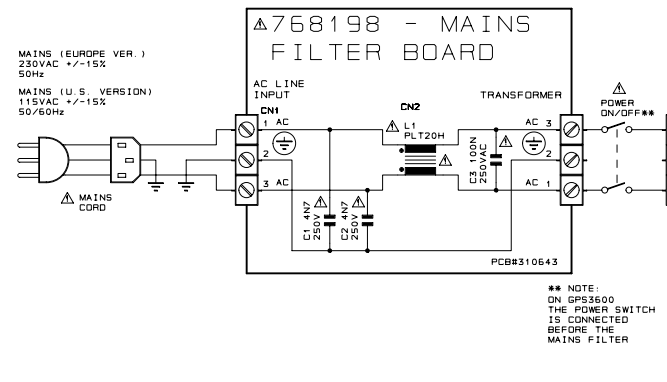 768198 - MAINS
FILTER BOARD
MAINS (EUROPE VER.)
230VAC +/-15%
50Hz
MAINS (U.S. VERSION)
115VAC +/-15%
50/60Hz
AC LINE
INPUT
TRANSFORMER
POWER
ON/OFF**
CN1
CN2
1 AC
L1
PLT20H
AC 3
2
2
C3 100N
250VAC
3 AC
AC 1
MAINS
CORD
C1 4N7
250V
C2 4N7
250V
PCB#310643
** NOTE:
ON GPS3600
THE POWER SWITCH
IS CONNECTED
BEFORE THE
MAINS FILTER